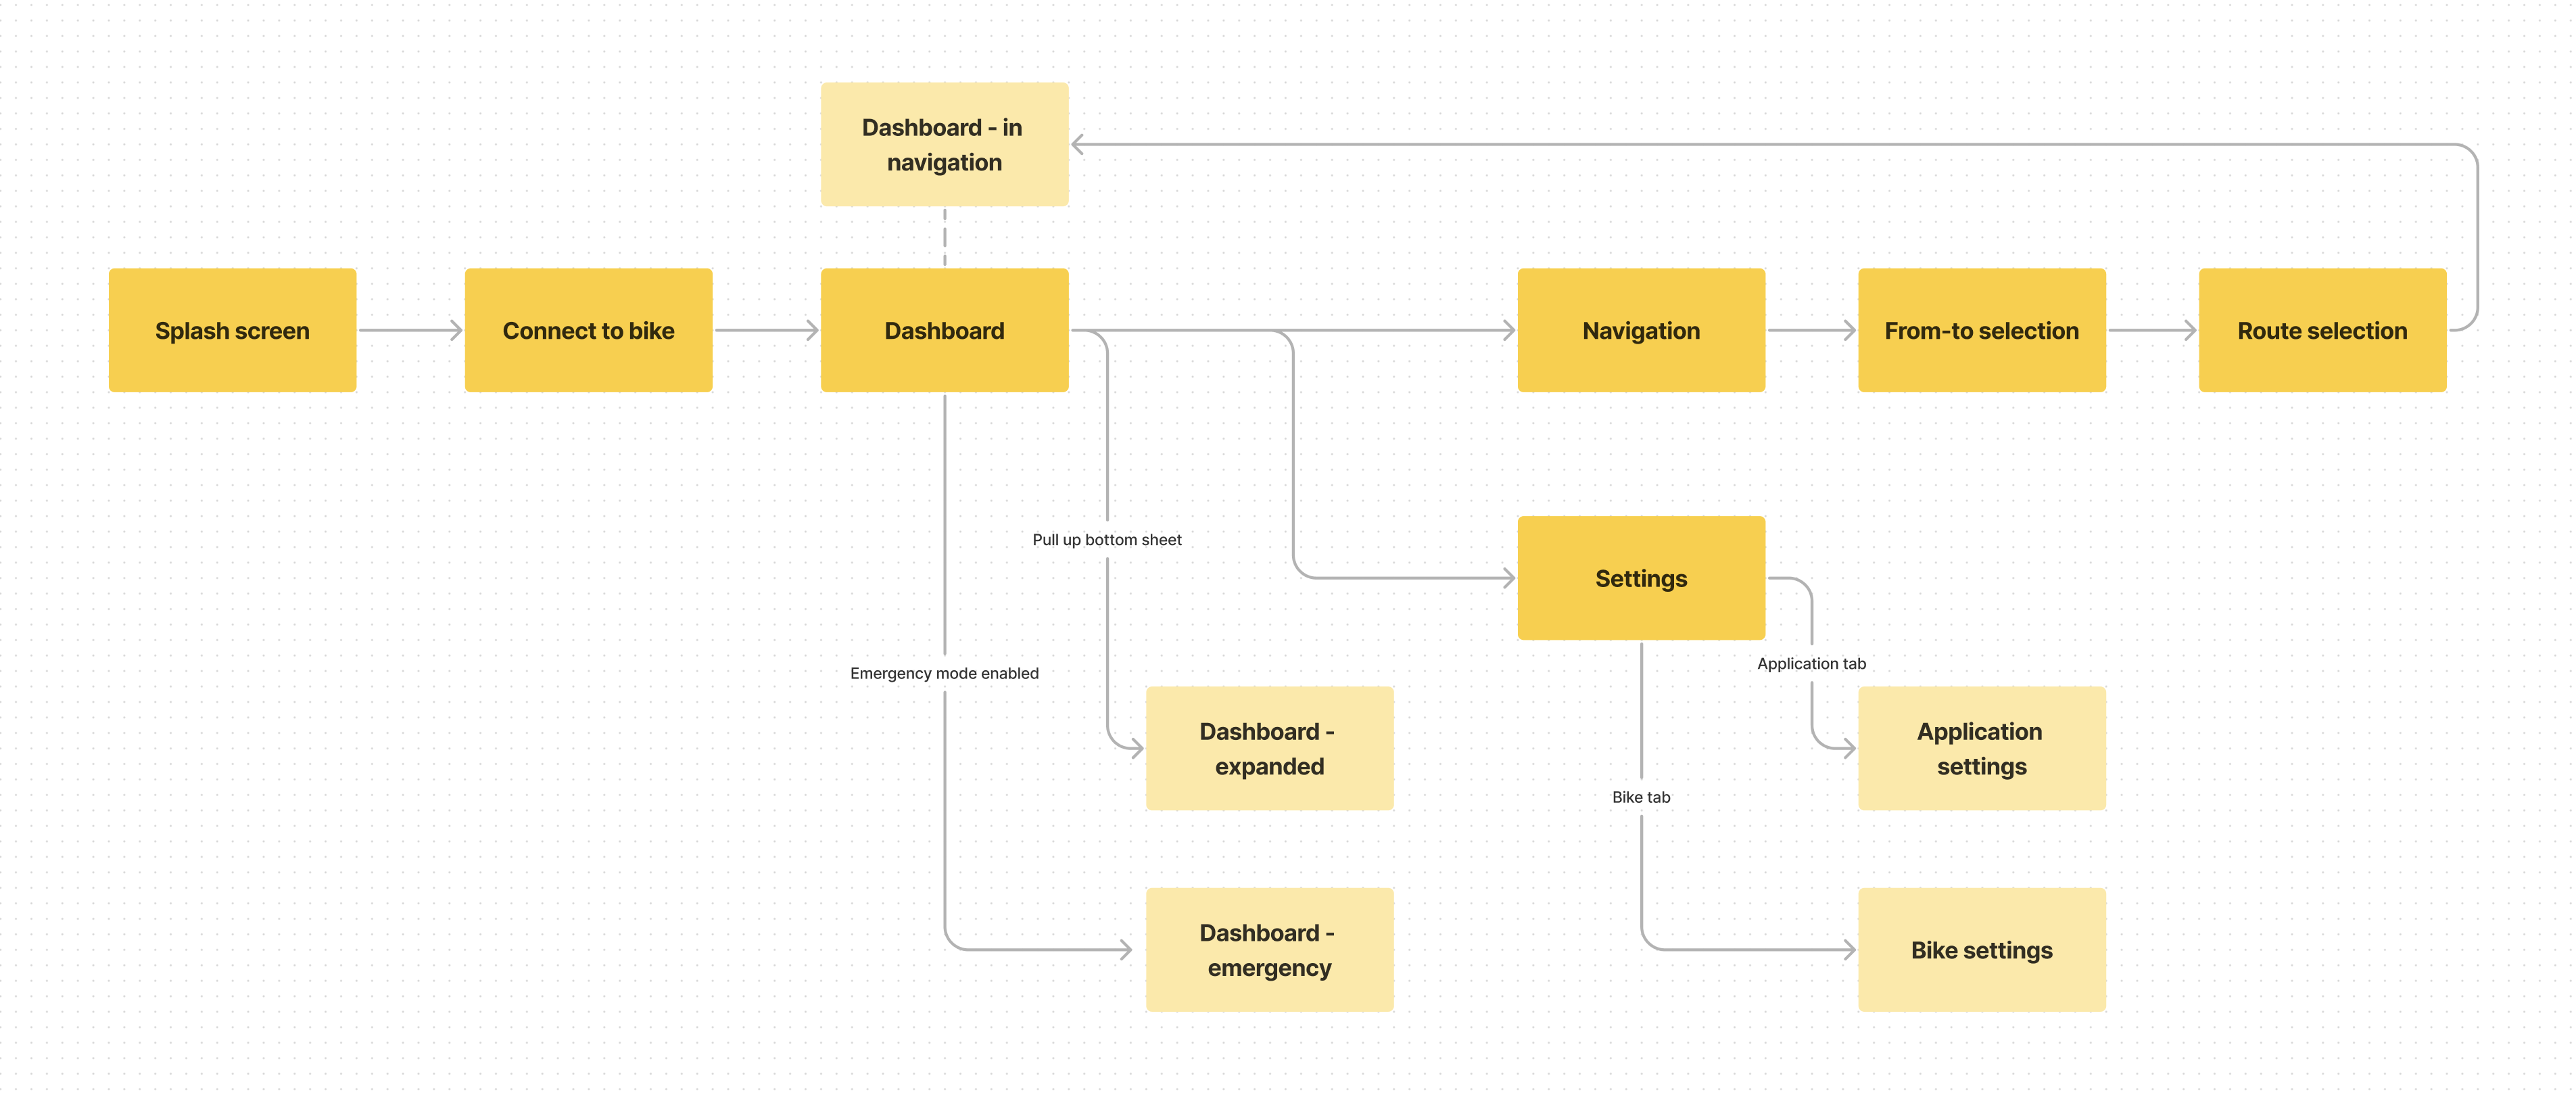 Dashboard - in
navigation
Splash screen
Connect to bike
Dashboard
Navigation
From-to selection
Route selection
Pull up bottom sheet
Settings
Emergency mode enabled
Application tab
Dashboard -
expanded
Application
settings
Bike tab
Dashboard -
emergency
Bike settings